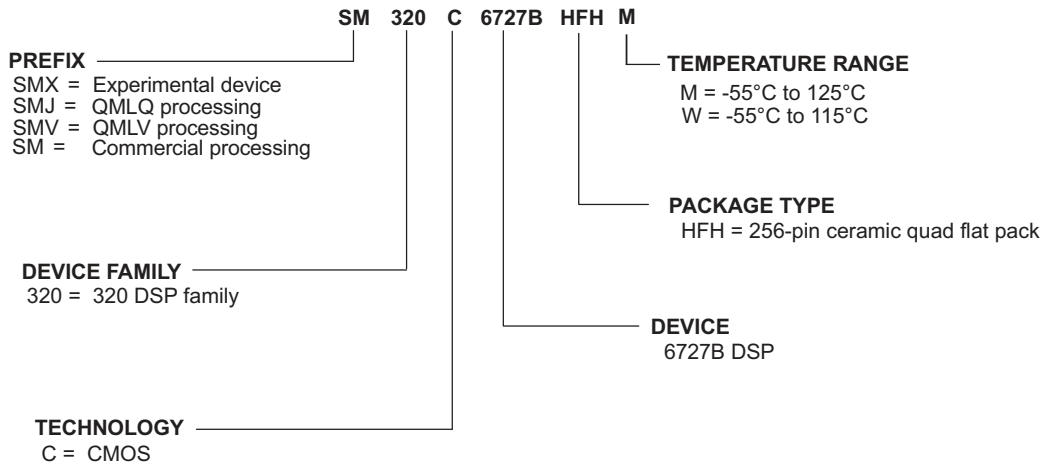 SM 320 C 6727B HFH M
PREFIX
SMX = Experimental device
SMJ = QMLQ processing
SMV = QMLV processing
SM = Commercial processing
TEMPERATURE RANGE
M = -55°C to 125°C
W = -55°C to 115°C
PACKAGE TYPE
HFH = 256-pin ceramic quad flat pack
DEVICE FAMILY
320 = 320 DSP family
DEVICE
6727B DSP
TECHNOLOGY
C = CMOS